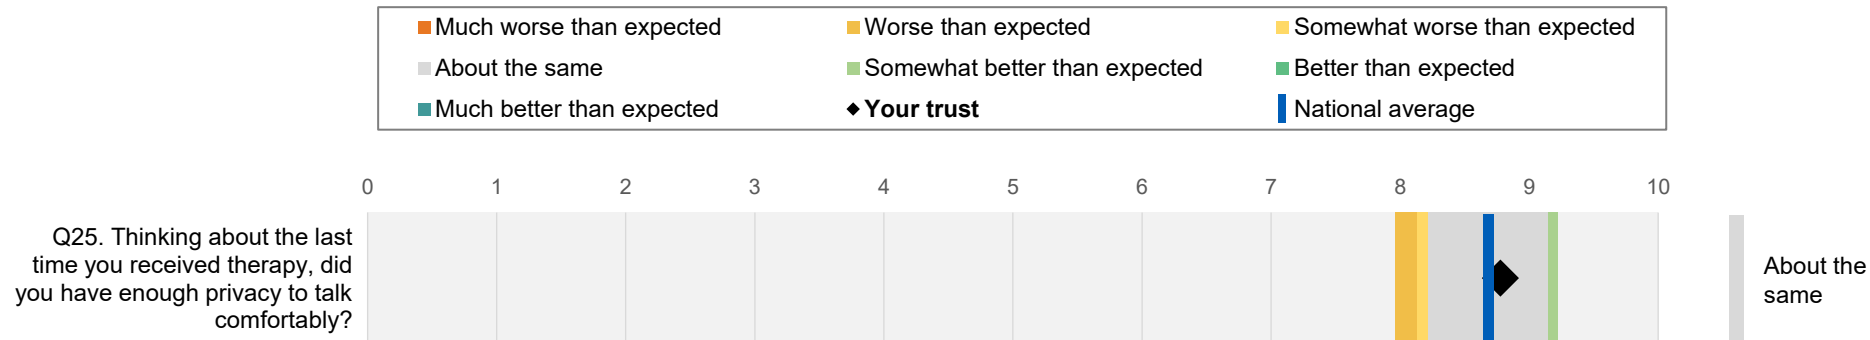 Much worse than expected Worse than expected Somewhat worse than expected
About the same Somewhat better than expected Better than expected
Much better than expected Your trust National average
0 1 2 3 4 5 6 7 8 9 10
Q25. Thinking about the last
time you received therapy, did
you have enough privacy to talk
comfortably?
About the
same